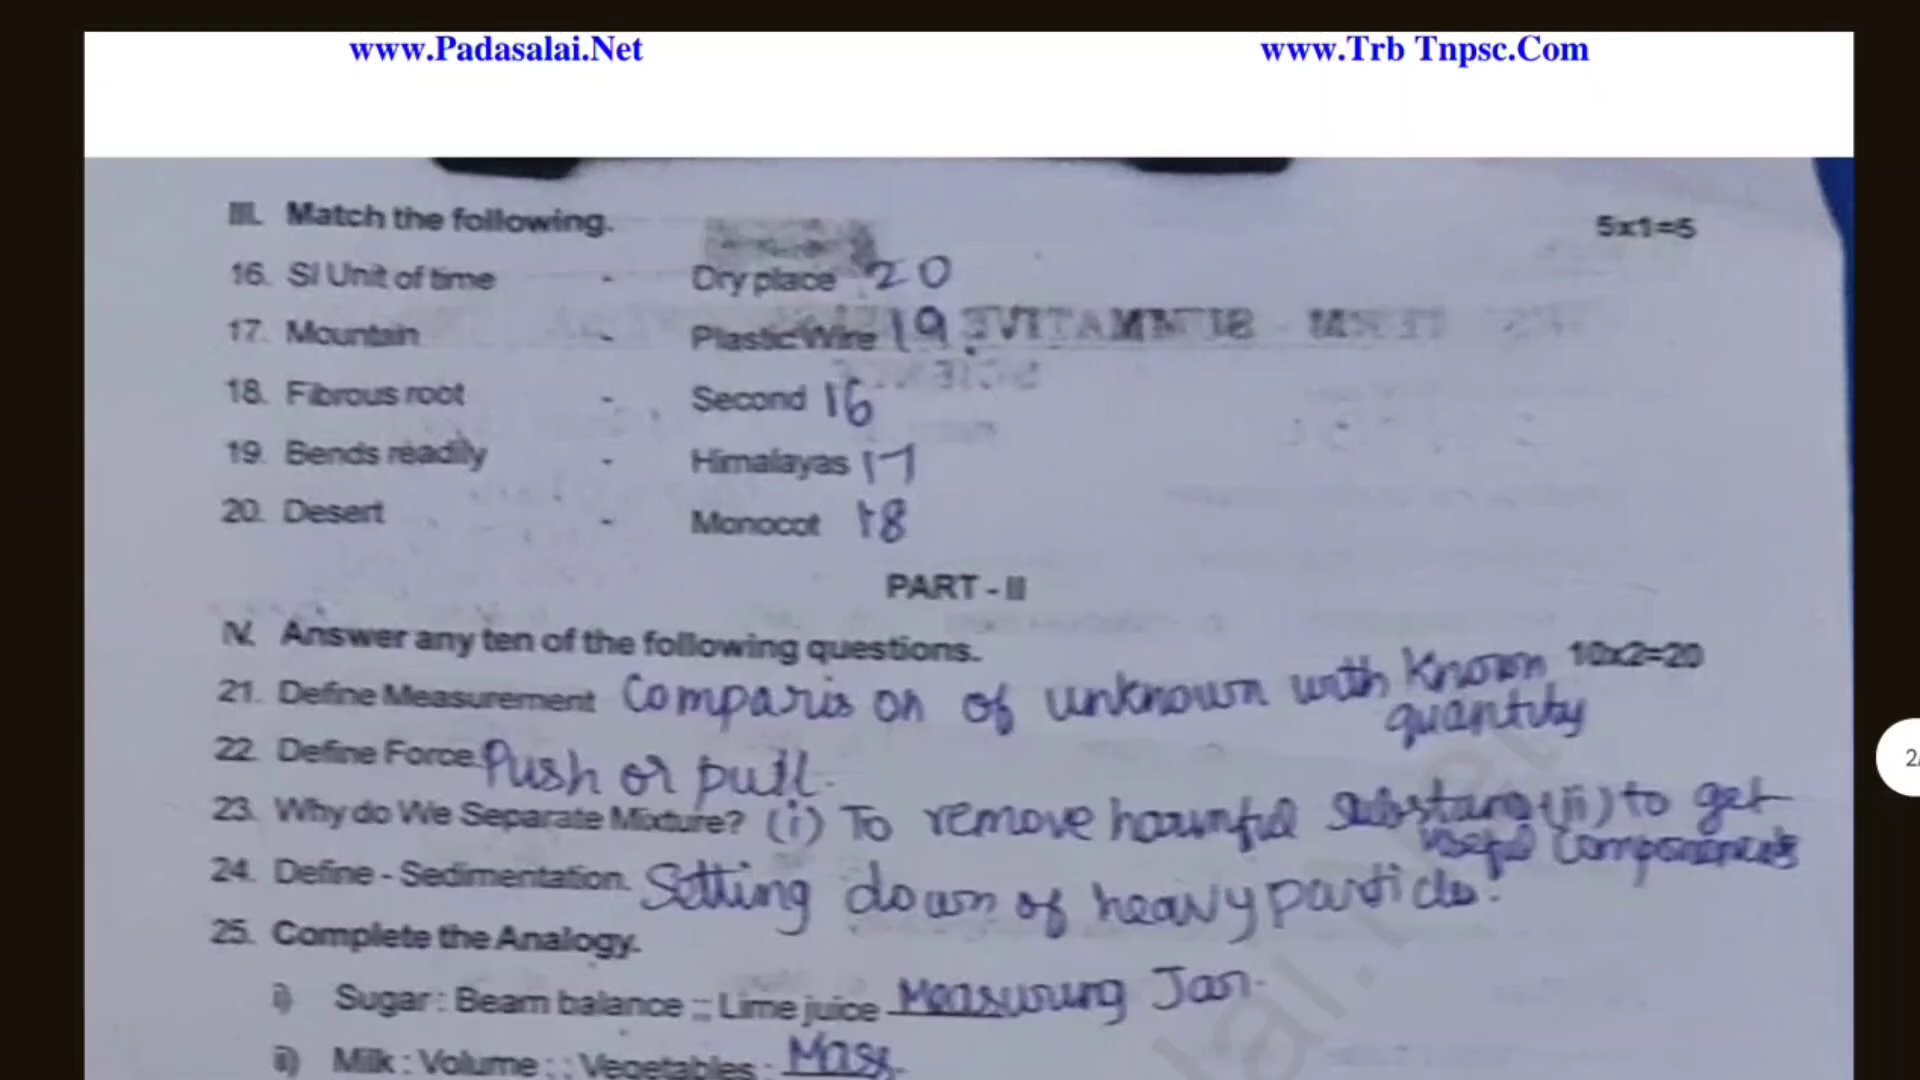 www.Padasalai.Net www.Trb Tnpsc.Com
III. Match the following. 5x1=5
16. SI Unit of time - Dry place 20
17. Mountain - Plastic Wire 19
18. Fibrous root - Second 16
19. Bends readily - Himalayas 17
20. Desert - Monocot 18
PART - II
IV. Answer any ten of the following questions. 10x2=20
21. Define Measurement Comparison of unknown with known
quantity
22. Define Force. Push or pull.
23. Why do We Separate Mixture? (i) To remove harmful (ii) to get
useful components
24. Define - Sedimentation. Setting down of heavy particles.
25. Complete the Analogy.
i) Sugar : Beam balance ;; Lime juice Measuring Jar.
ii) Milk : Volume ; ; Vegetables : Mass.
2/